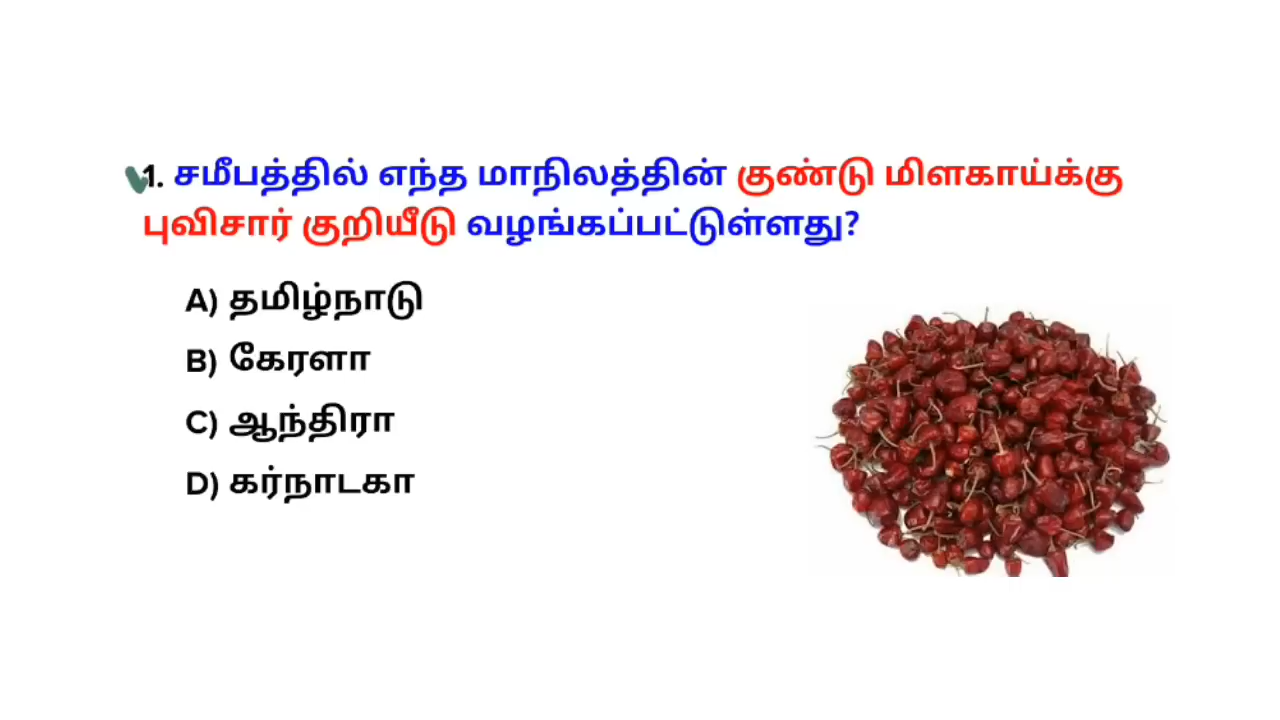 1. சமீபத்தில் எந்த மாநிலத்தின் குண்டு மிளகாய்க்கு
புவிசார் குறியீடு வழங்கப்பட்டுள்ளது?
A) தமிழ்நாடு
B) கேரளா
C) ஆந்திரா
D) கர்நாடகா